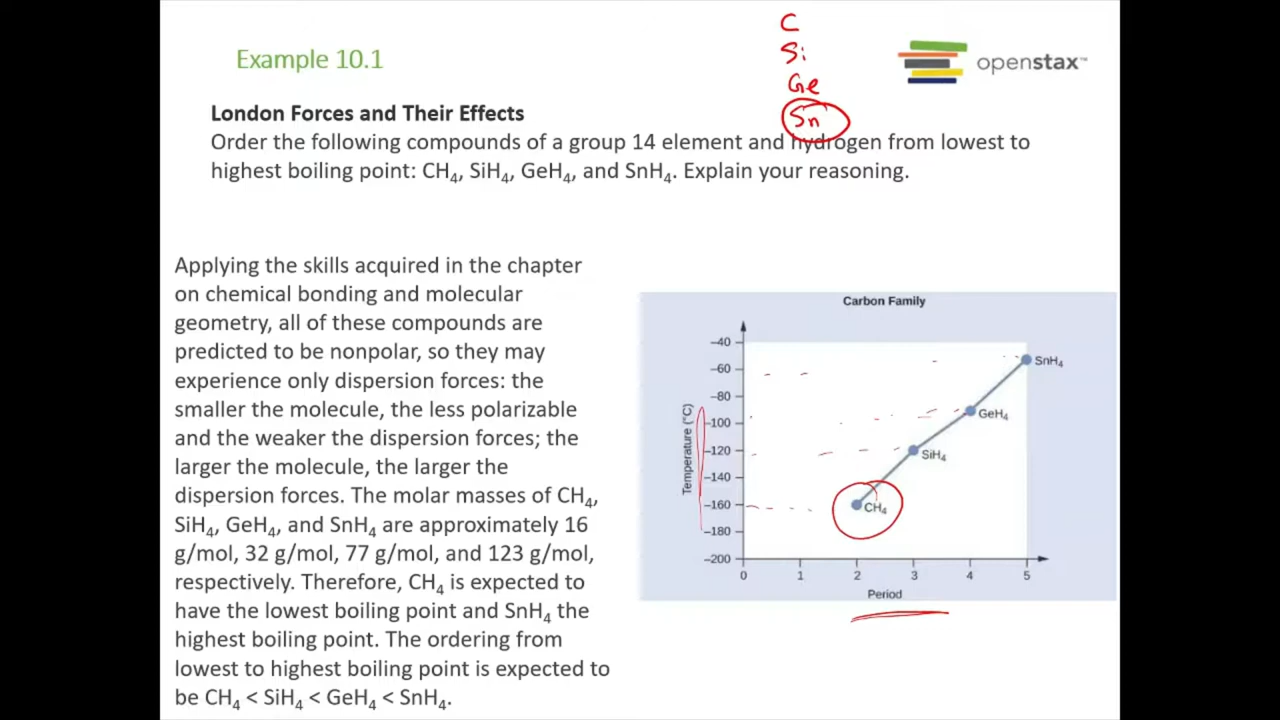 C
Si
Ge
Sn
Example 10.1
openstax™
London Forces and Their Effects
Order the following compounds of a group 14 element and hydrogen from lowest to
highest boiling point: CH₄, SiH₄, GeH₄, and SnH₄. Explain your reasoning.
Applying the skills acquired in the chapter
on chemical bonding and molecular
geometry, all of these compounds are
predicted to be nonpolar, so they may
experience only dispersion forces: the
smaller the molecule, the less polarizable
and the weaker the dispersion forces; the
larger the molecule, the larger the
dispersion forces. The molar masses of CH₄,
SiH₄, GeH₄, and SnH₄ are approximately 16
g/mol, 32 g/mol, 77 g/mol, and 123 g/mol,
respectively. Therefore, CH₄ is expected to
have the lowest boiling point and SnH₄ the
highest boiling point. The ordering from
lowest to highest boiling point is expected to
be CH₄ < SiH₄ < GeH₄ < SnH₄.
Carbon Family
Temperature (°C)
−40
−60
−80
−100
−120
−140
−160
−180
−200
SnH₄
GeH₄
SiH₄
CH₄
0 1 2 3 4 5
Period